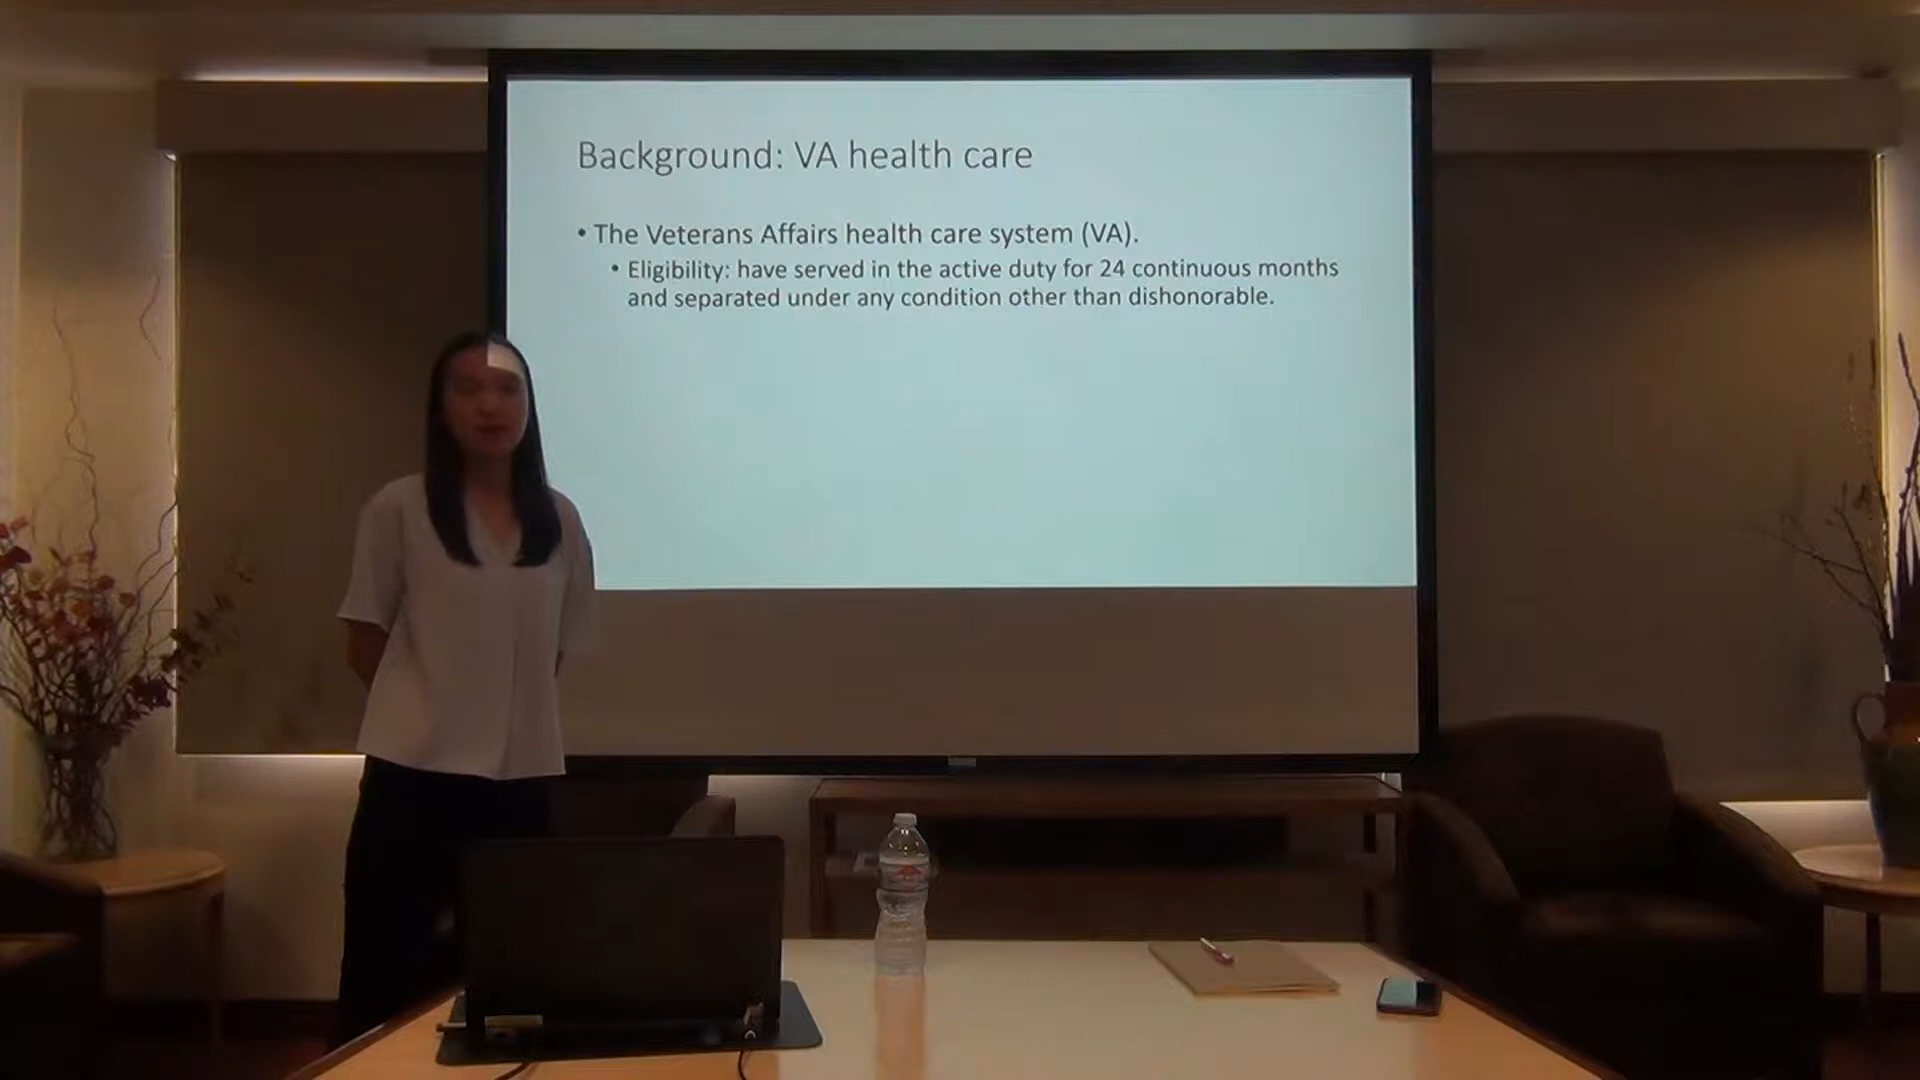 Background: VA health care
• The Veterans Affairs health care system (VA).
• Eligibility: have served in the active duty for 24 continuous months
and separated under any condition other than dishonorable.